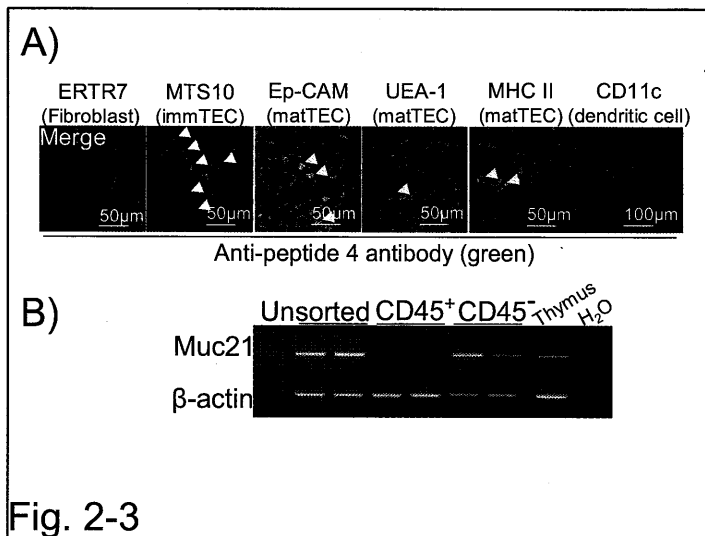 A)
ERTR7 MTS10 Ep-CAM UEA-1 MHC II CD11c
(Fibroblast) (immTEC) (matTEC) (matTEC) (matTEC) (dendritic cell)
Merge
50µm 50µm 50µm 50µm 50µm 100µm
Anti-peptide 4 antibody (green)
B)
Unsorted CD45⁺ CD45⁻ Thymus H₂O
Muc21
β-actin
Fig. 2-3